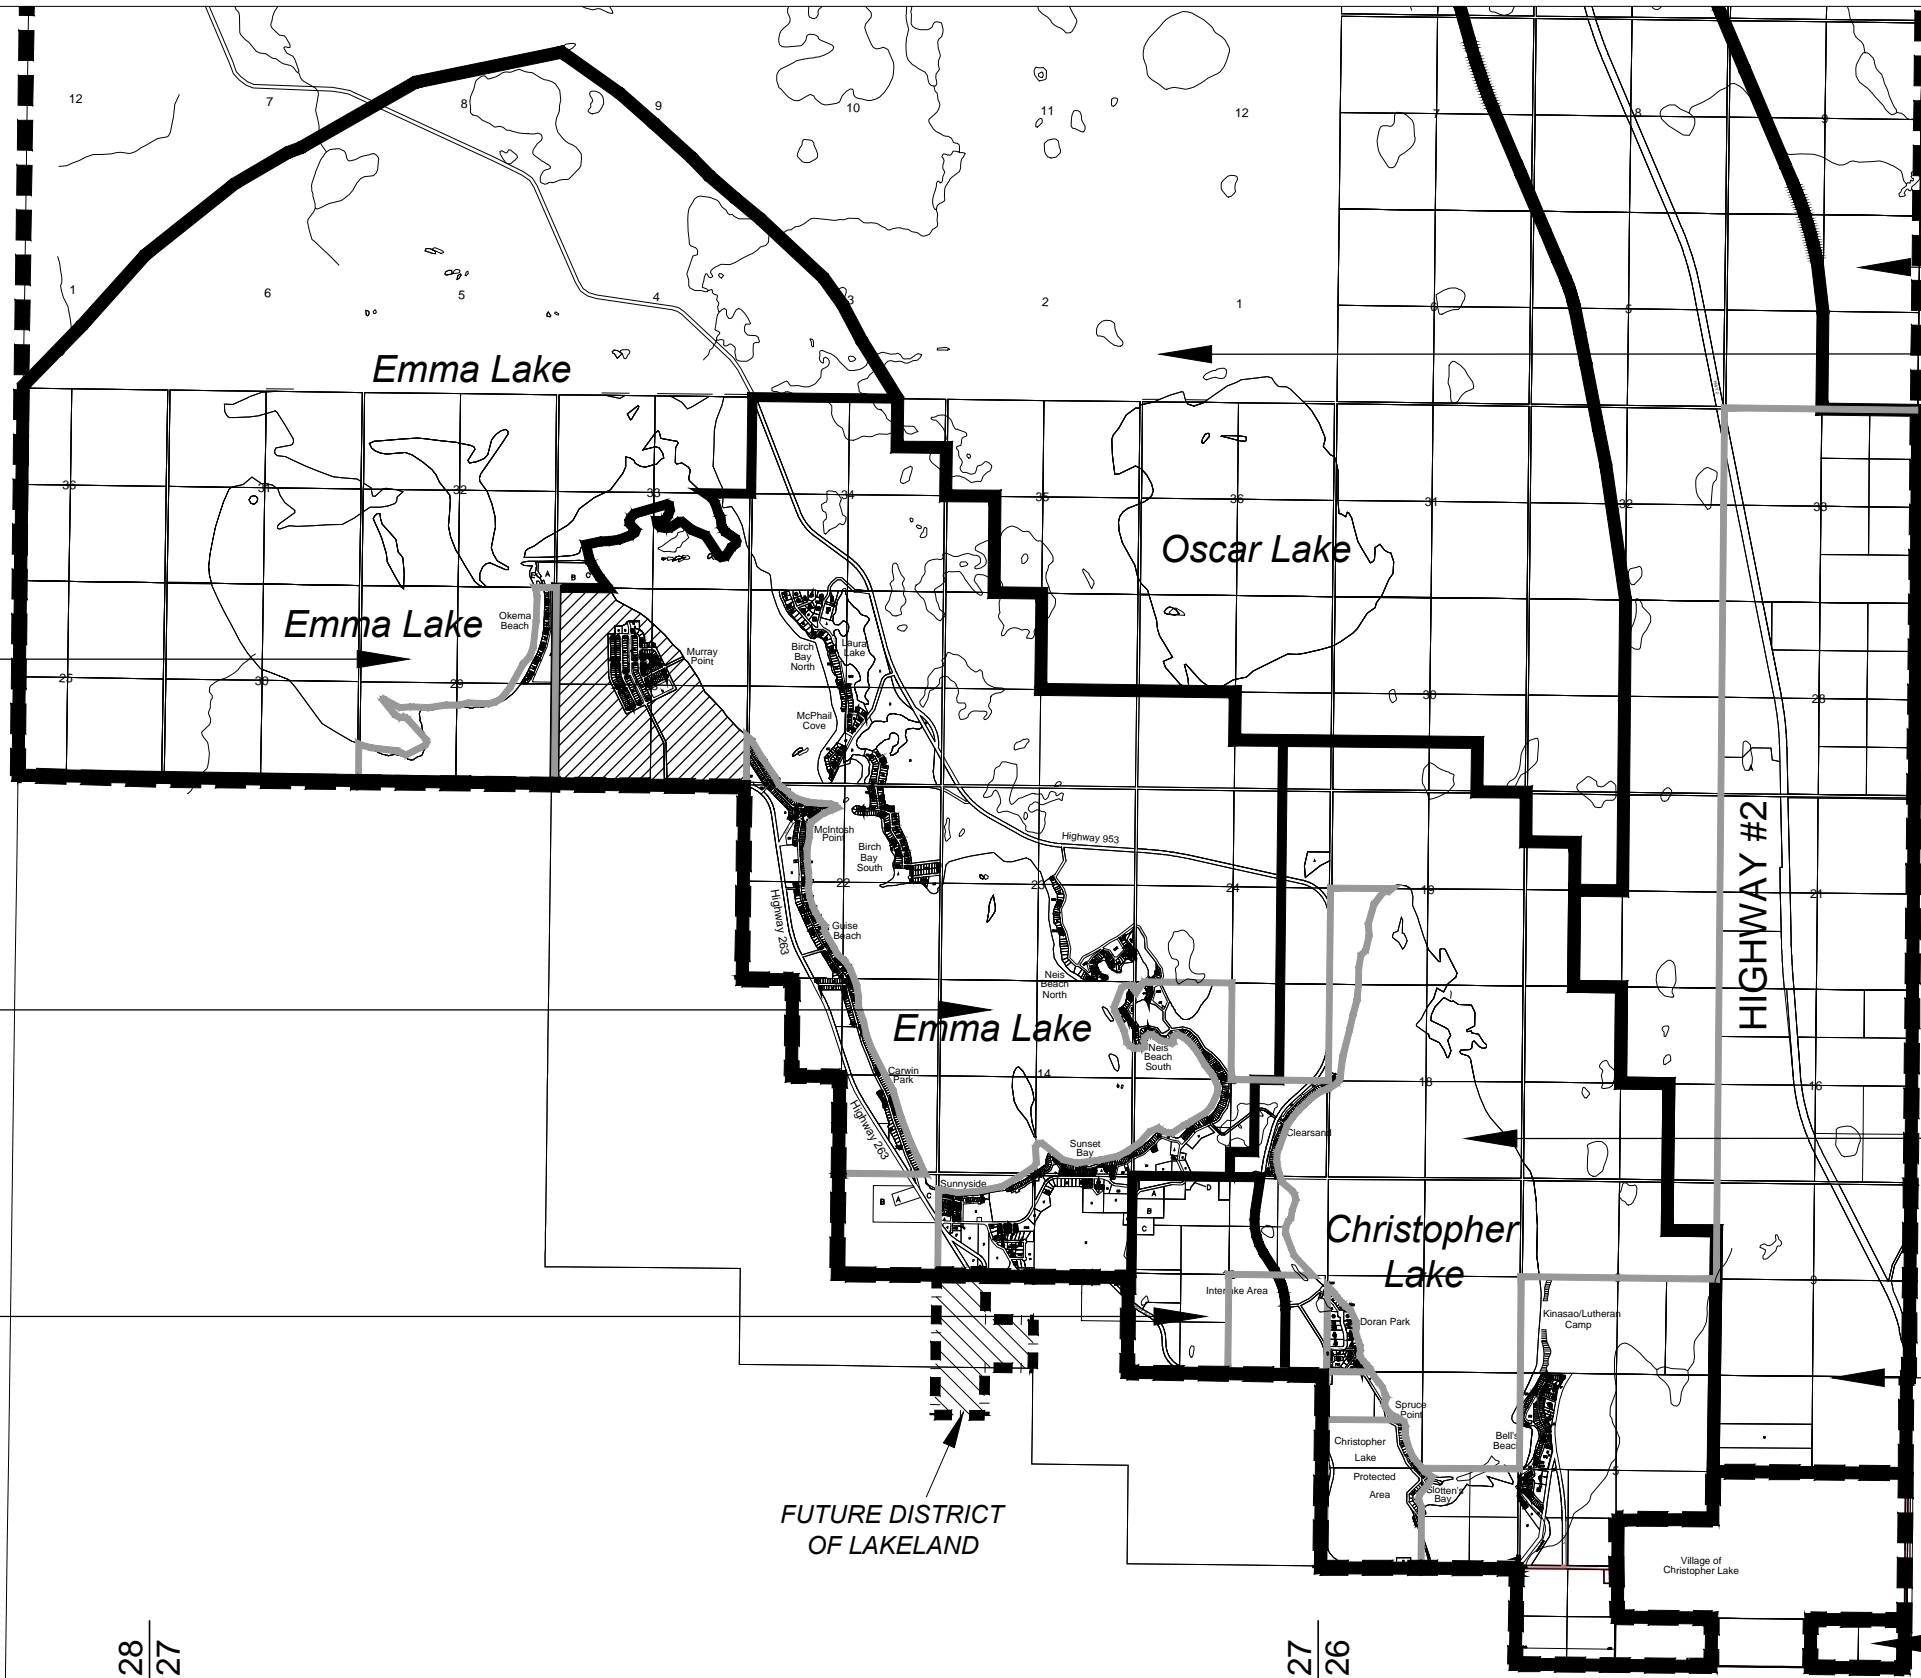 12
7
8
9
10
11
12
7
8
9
1
6
5
4
3
2
1
6
5
Emma Lake
36
31
32
33
34
35
36
31
32
33
Oscar Lake
A
B
C
Okema
Beach
Emma Lake
Murray
Point
Birch
Bay
North
Laura
Lake
25
30
29
30
28
McPhail
Cove
HIGHWAY #2
McIntosh
Point
Birch
Bay
South
Highway 953
22
23
24
19
21
Highway 263
Guise
Beach
Neis
Beach
North
Emma Lake
Neis
Beach
South
Carwin
Park
14
18
16
Highway 263
Clearsand
Sunset
Bay
Sunnyside
B
A
C
A
D
B
C
Christopher
Lake
9
Interlake Area
Doran Park
Kinasao/Lutheran
Camp
Spruce
Point
Christopher
Lake
Protected
Area
Bell's
Beach
5
Slotten's
Bay
FUTURE DISTRICT
OF LAKELAND
Village of
Christopher Lake
28
27
27
26